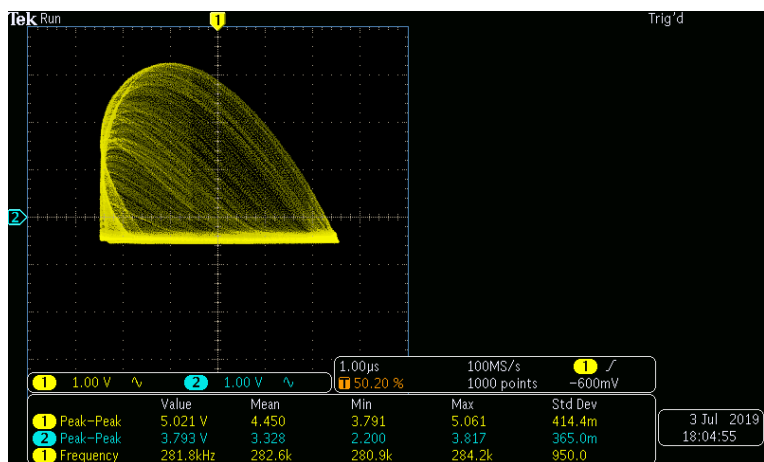 Tek Run 1 Trig'd
2
1 1.00 V ∿ 2 1.00 V ∿
1.00µs 100MS/s 1 ∫
T 50.20 % 1000 points -600mV
Value Mean Min Max Std Dev
1 Peak-Peak 5.021 V 4.450 3.791 5.061 414.4m
2 Peak-Peak 3.793 V 3.328 2.200 3.817 365.0m
1 Frequency 281.8kHz 282.6k 280.9k 284.2k 950.0
3 Jul 2019
18:04:55